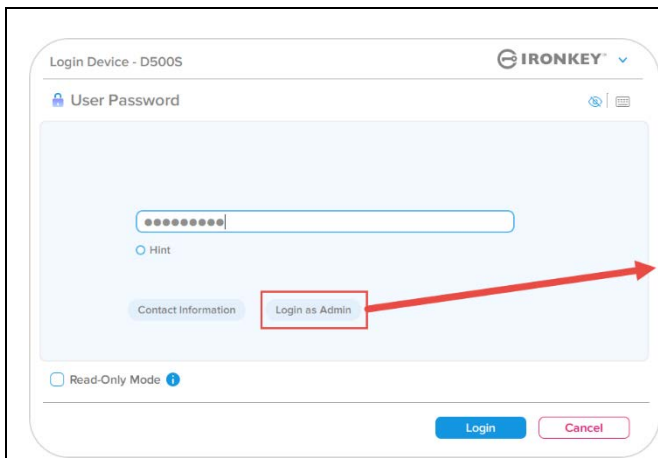 Login Device - D500S
IRONKEY
User Password
Hint
Contact Information Login as Admin
Read-Only Mode i
Login Cancel